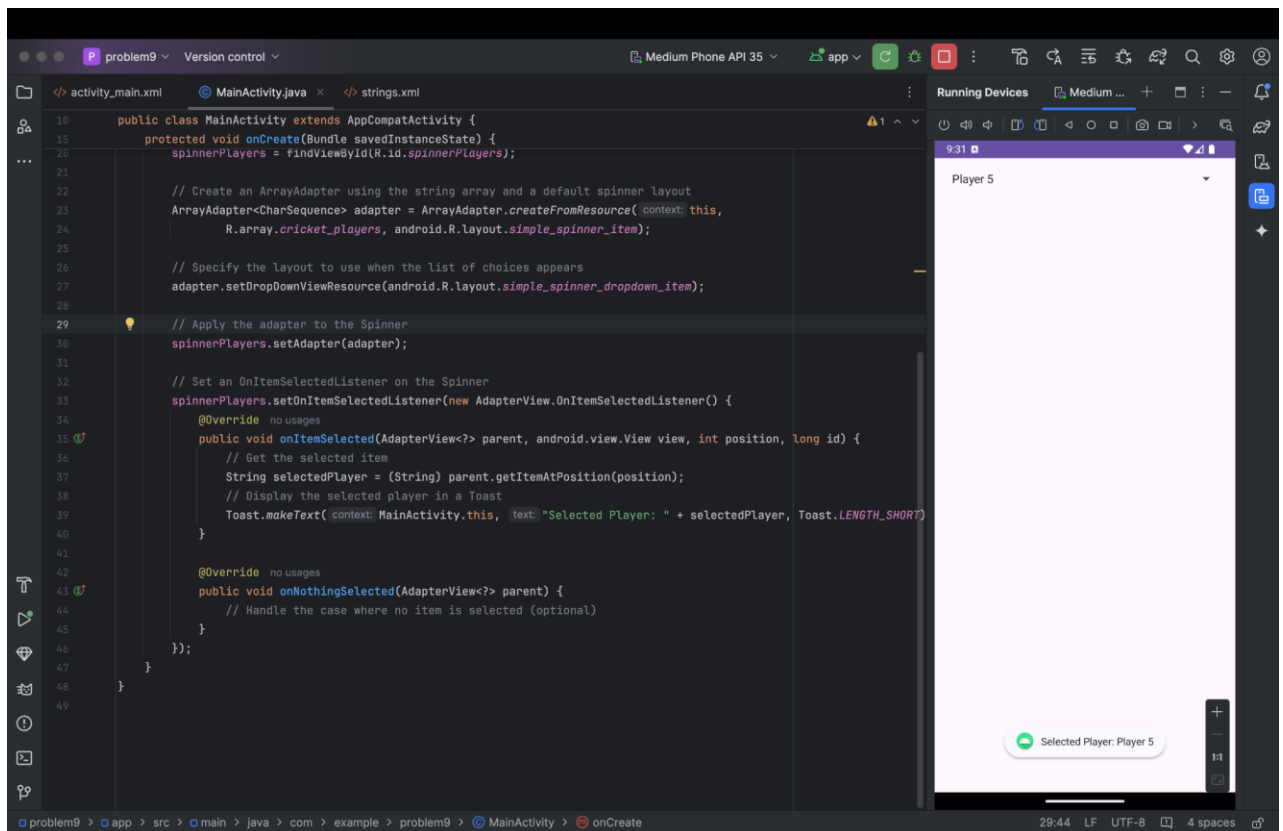 P problem9 Version control Medium Phone API 35 app
activity_main.xml MainActivity.java strings.xml Running Devices Medium ...
10 public class MainActivity extends AppCompatActivity { 1
15 protected void onCreate(Bundle savedInstanceState) {
20 spinnerPlayers = findViewById(R.id.spinnerPlayers);
21
22 // Create an ArrayAdapter using the string array and a default spinner layout
23 ArrayAdapter<CharSequence> adapter = ArrayAdapter.createFromResource( context: this,
24 R.array.cricket_players, android.R.layout.simple_spinner_item);
25
26 // Specify the layout to use when the list of choices appears
27 adapter.setDropDownViewResource(android.R.layout.simple_spinner_dropdown_item);
28
29 // Apply the adapter to the Spinner
30 spinnerPlayers.setAdapter(adapter);
31
32 // Set an OnItemSelectedListener on the Spinner
33 spinnerPlayers.setOnItemSelectedListener(new AdapterView.OnItemSelectedListener() {
34 @Override no usages
35 public void onItemSelected(AdapterView<?> parent, android.view.View view, int position, long id) {
36 // Get the selected item
37 String selectedPlayer = (String) parent.getItemAtPosition(position);
38 // Display the selected player in a Toast
39 Toast.makeText( context: MainActivity.this, text: "Selected Player: " + selectedPlayer, Toast.LENGTH_SHORT)
40 }
41
42 @Override no usages
43 public void onNothingSelected(AdapterView<?> parent) {
44 // Handle the case where no item is selected (optional)
45 }
46 });
47 }
48 }
49
9:31
Player 5
Selected Player: Player 5
1:1
problem9 > app > src > main > java > com > example > problem9 > MainActivity > onCreate 29:44 LF UTF-8 4 spaces